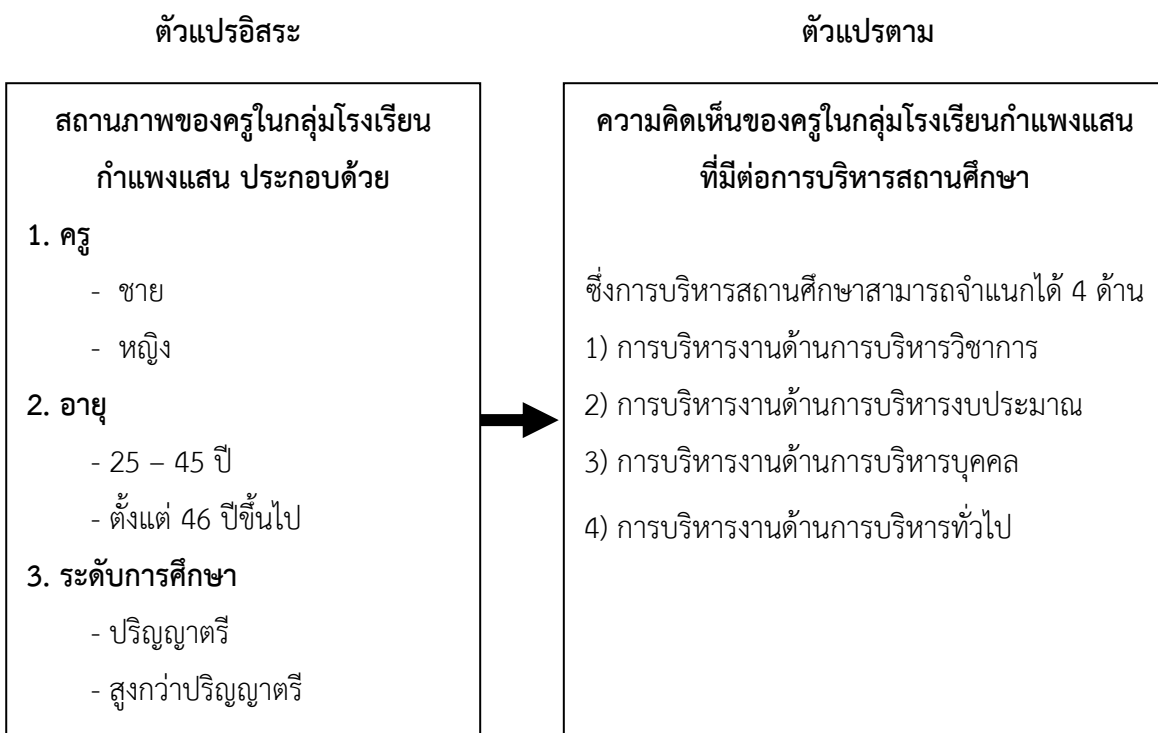 ตัวแปรอิสระ
ตัวแปรตาม
สถานภาพของครูในกลุ่มโรงเรียน
กำแพงแสน ประกอบด้วย
1. ครู
- ชาย
- หญิง
2. อายุ
- 25 – 45 ปี
- ตั้งแต่ 46 ปีขึ้นไป
3. ระดับการศึกษา
- ปริญญาตรี
- สูงกว่าปริญญาตรี
ความคิดเห็นของครูในกลุ่มโรงเรียนกำแพงแสน
ที่มีต่อการบริหารสถานศึกษา
ซึ่งการบริหารสถานศึกษาสามารถจำแนกได้ 4 ด้าน
1) การบริหารงานด้านการบริหารวิชาการ
2) การบริหารงานด้านการบริหารงบประมาณ
3) การบริหารงานด้านการบริหารบุคคล
4) การบริหารงานด้านการบริหารทั่วไป